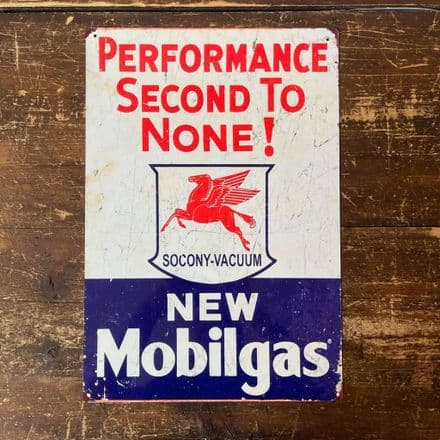 PERFORMANCE
SECOND TO
NONE!
SOCONY-VACUUM
NEW
Mobilgas